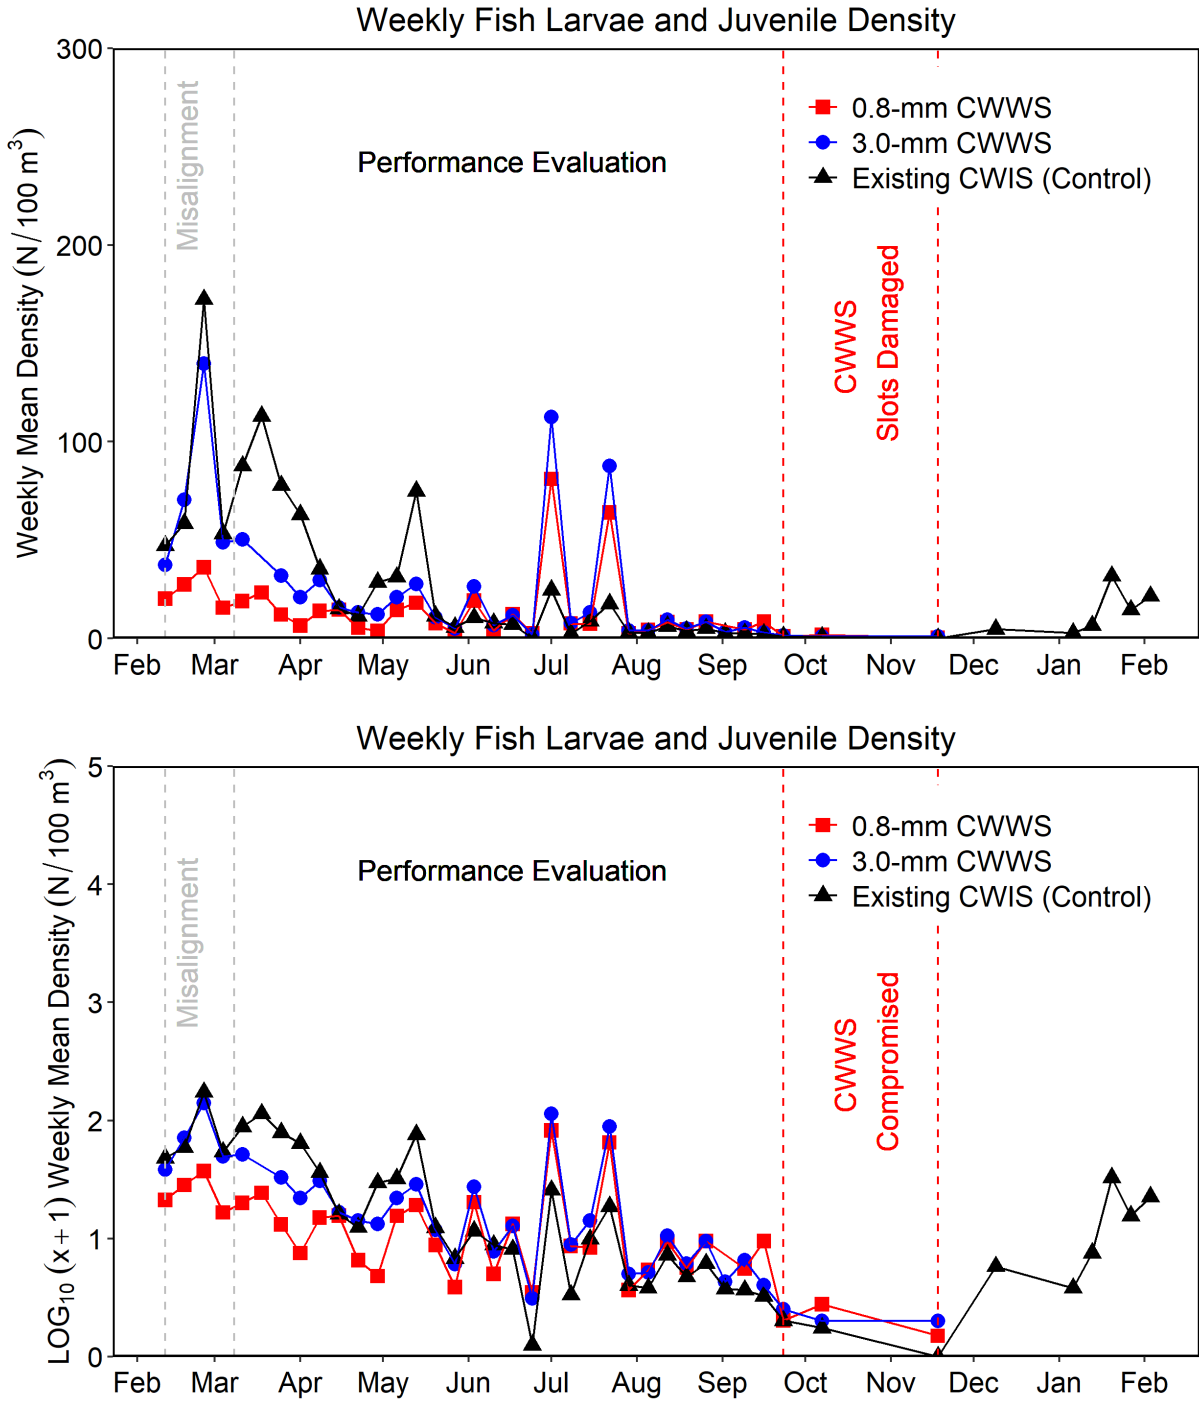 Weekly Fish Larvae and Juvenile Density
Weekly Mean Density (N/100 m³)
300
200
100
0
Misalignment
Performance Evaluation
0.8-mm CWWS
3.0-mm CWWS
Existing CWIS (Control)
CWWS
Slots Damaged
Feb Mar Apr May Jun Jul Aug Sep Oct Nov Dec Jan Feb
Weekly Fish Larvae and Juvenile Density
LOG₁₀ (x + 1) Weekly Mean Density (N/100 m³)
5
4
3
2
1
0
Misalignment
Performance Evaluation
0.8-mm CWWS
3.0-mm CWWS
Existing CWIS (Control)
CWWS
Compromised
Feb Mar Apr May Jun Jul Aug Sep Oct Nov Dec Jan Feb